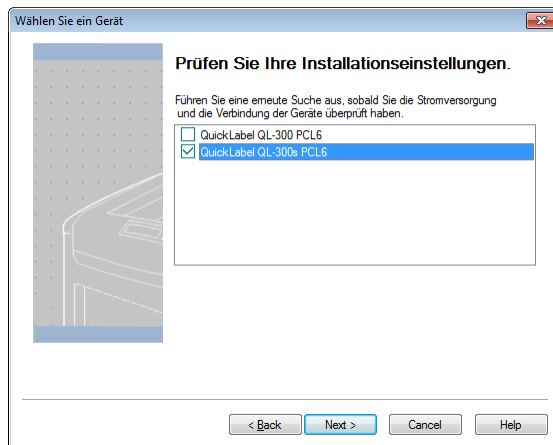 Wählen Sie ein Gerät
Prüfen Sie Ihre Installationseinstellungen.
Führen Sie eine erneute Suche aus, sobald Sie die Stromversorgung
und die Verbindung der Geräte überprüft haben.
QuickLabel QL-300 PCL6
QuickLabel QL-300s PCL6
< Back
Next >
Cancel
Help